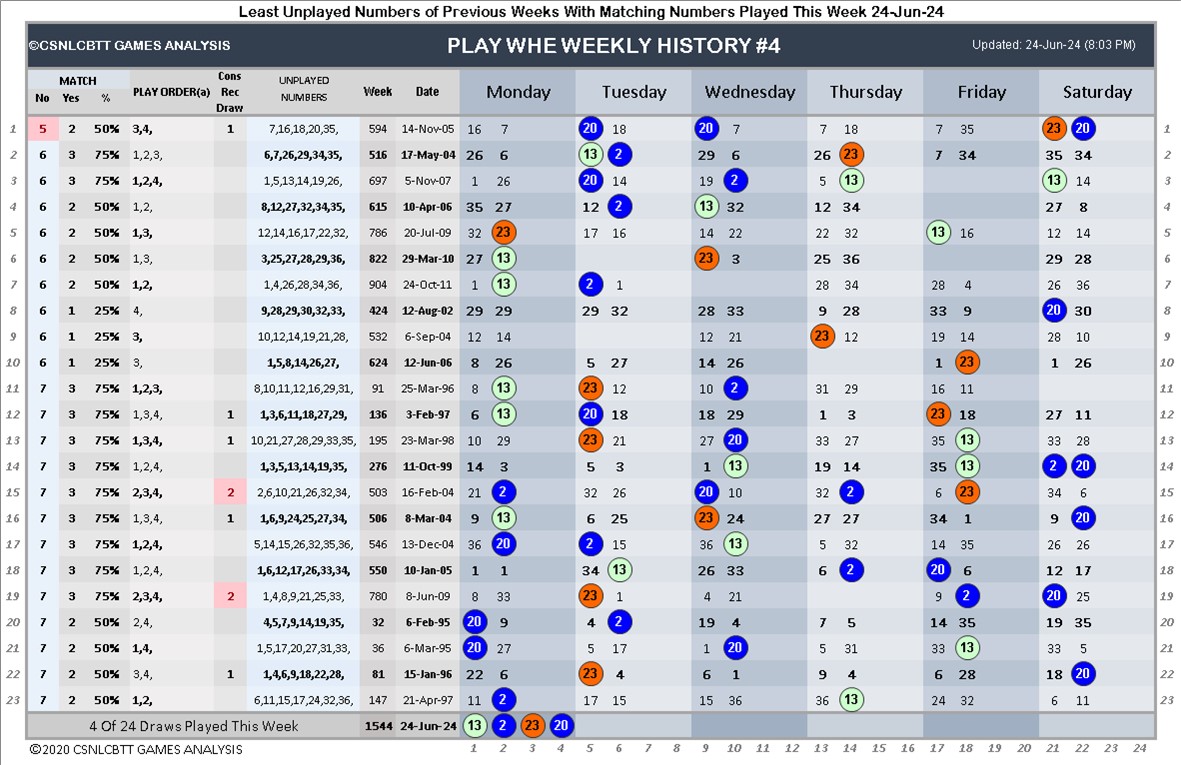 Least Unplayed Numbers of Previous Weeks With Matching Numbers Played This Week 24-Jun-24
©CSNLCBTT GAMES ANALYSIS PLAY WHE WEEKLY HISTORY #4 Updated: 24-Jun-24 (8:03 PM)
MATCH PLAY ORDER(a) Cons Rec Draw UNPLAYED NUMBERS Week Date Monday Tuesday Wednesday Thursday Friday Saturday
No Yes %
1 5 2 50% 3,4, 1 7,16,18,20,35, 594 14-Nov-05 16 7 20 18 20 7 7 18 7 35 23 20 1
2 6 3 75% 1,2,3, 6,7,26,29,34,35, 516 17-May-04 26 6 13 2 29 6 26 23 7 34 35 34 2
3 6 3 75% 1,2,4, 1,5,13,14,19,26, 697 5-Nov-07 1 26 20 14 19 2 5 13 13 14 3
4 6 2 50% 1,2, 8,12,27,32,34,35, 615 10-Apr-06 35 27 12 2 13 32 12 34 27 8 4
5 6 2 50% 1,3, 12,14,16,17,22,32, 786 20-Jul-09 32 23 17 16 14 22 22 32 13 16 12 14 5
6 6 2 50% 1,3, 3,25,27,28,29,36, 822 29-Mar-10 27 13 23 3 25 36 29 28 6
7 6 2 50% 1,2, 1,4,26,28,34,36, 904 24-Oct-11 1 13 2 1 28 34 28 4 26 36 7
8 6 1 25% 4, 9,28,29,30,32,33, 424 12-Aug-02 29 29 29 32 28 33 9 28 33 9 20 30 8
9 6 1 25% 3, 10,12,14,19,21,28, 532 6-Sep-04 12 14 12 21 23 12 19 14 28 10 9
10 6 1 25% 3, 1,5,8,14,26,27, 624 12-Jun-06 8 26 5 27 14 26 1 23 1 26 10
11 7 3 75% 1,2,3, 8,10,11,12,16,29,31, 91 25-Mar-96 8 13 23 12 10 2 31 29 16 11 11
12 7 3 75% 1,3,4, 1 1,3,6,11,18,27,29, 136 3-Feb-97 6 13 20 18 18 29 1 3 23 18 27 11 12
13 7 3 75% 1,3,4, 1 10,21,27,28,29,33,35, 195 23-Mar-98 10 29 23 21 27 20 33 27 35 13 33 28 13
14 7 3 75% 1,2,4, 1,3,5,13,14,19,35, 276 11-Oct-99 14 3 5 3 1 13 19 14 35 13 2 20 14
15 7 3 75% 2,3,4, 2 2,6,10,21,26,32,34, 503 16-Feb-04 21 2 32 26 20 10 32 2 6 23 34 6 15
16 7 3 75% 1,3,4, 1 1,6,9,24,25,27,34, 506 8-Mar-04 9 13 6 25 23 24 27 27 34 1 9 20 16
17 7 3 75% 1,2,4, 5,14,15,26,32,35,36, 546 13-Dec-04 36 20 2 15 36 13 5 32 14 35 26 26 17
18 7 3 75% 1,2,4, 1,6,12,17,26,33,34, 550 10-Jan-05 1 1 34 13 26 33 6 2 20 6 12 17 18
19 7 3 75% 2,3,4, 2 1,4,8,9,21,25,33, 780 8-Jun-09 8 33 23 1 4 21 9 2 20 25 19
20 7 2 50% 2,4, 4,5,7,9,14,19,35, 32 6-Feb-95 20 9 4 2 19 4 7 5 14 35 19 35 20
21 7 2 50% 1,4, 1,5,17,20,27,31,33, 36 6-Mar-95 20 27 5 17 1 20 5 31 33 13 33 5 21
22 7 2 50% 3,4, 1 1,4,6,9,18,22,28, 81 15-Jan-96 22 6 23 4 6 1 9 4 6 28 18 20 22
23 7 2 50% 1,2, 6,11,15,17,24,32,36, 147 21-Apr-97 11 2 17 15 15 36 36 13 24 32 6 11 23
4 Of 24 Draws Played This Week 1544 24-Jun-24 13 2 23 20
©2020 CSNLCBTT GAMES ANALYSIS 1 2 3 4 5 6 7 8 9 10 11 12 13 14 15 16 17 18 19 20 21 22 23 24